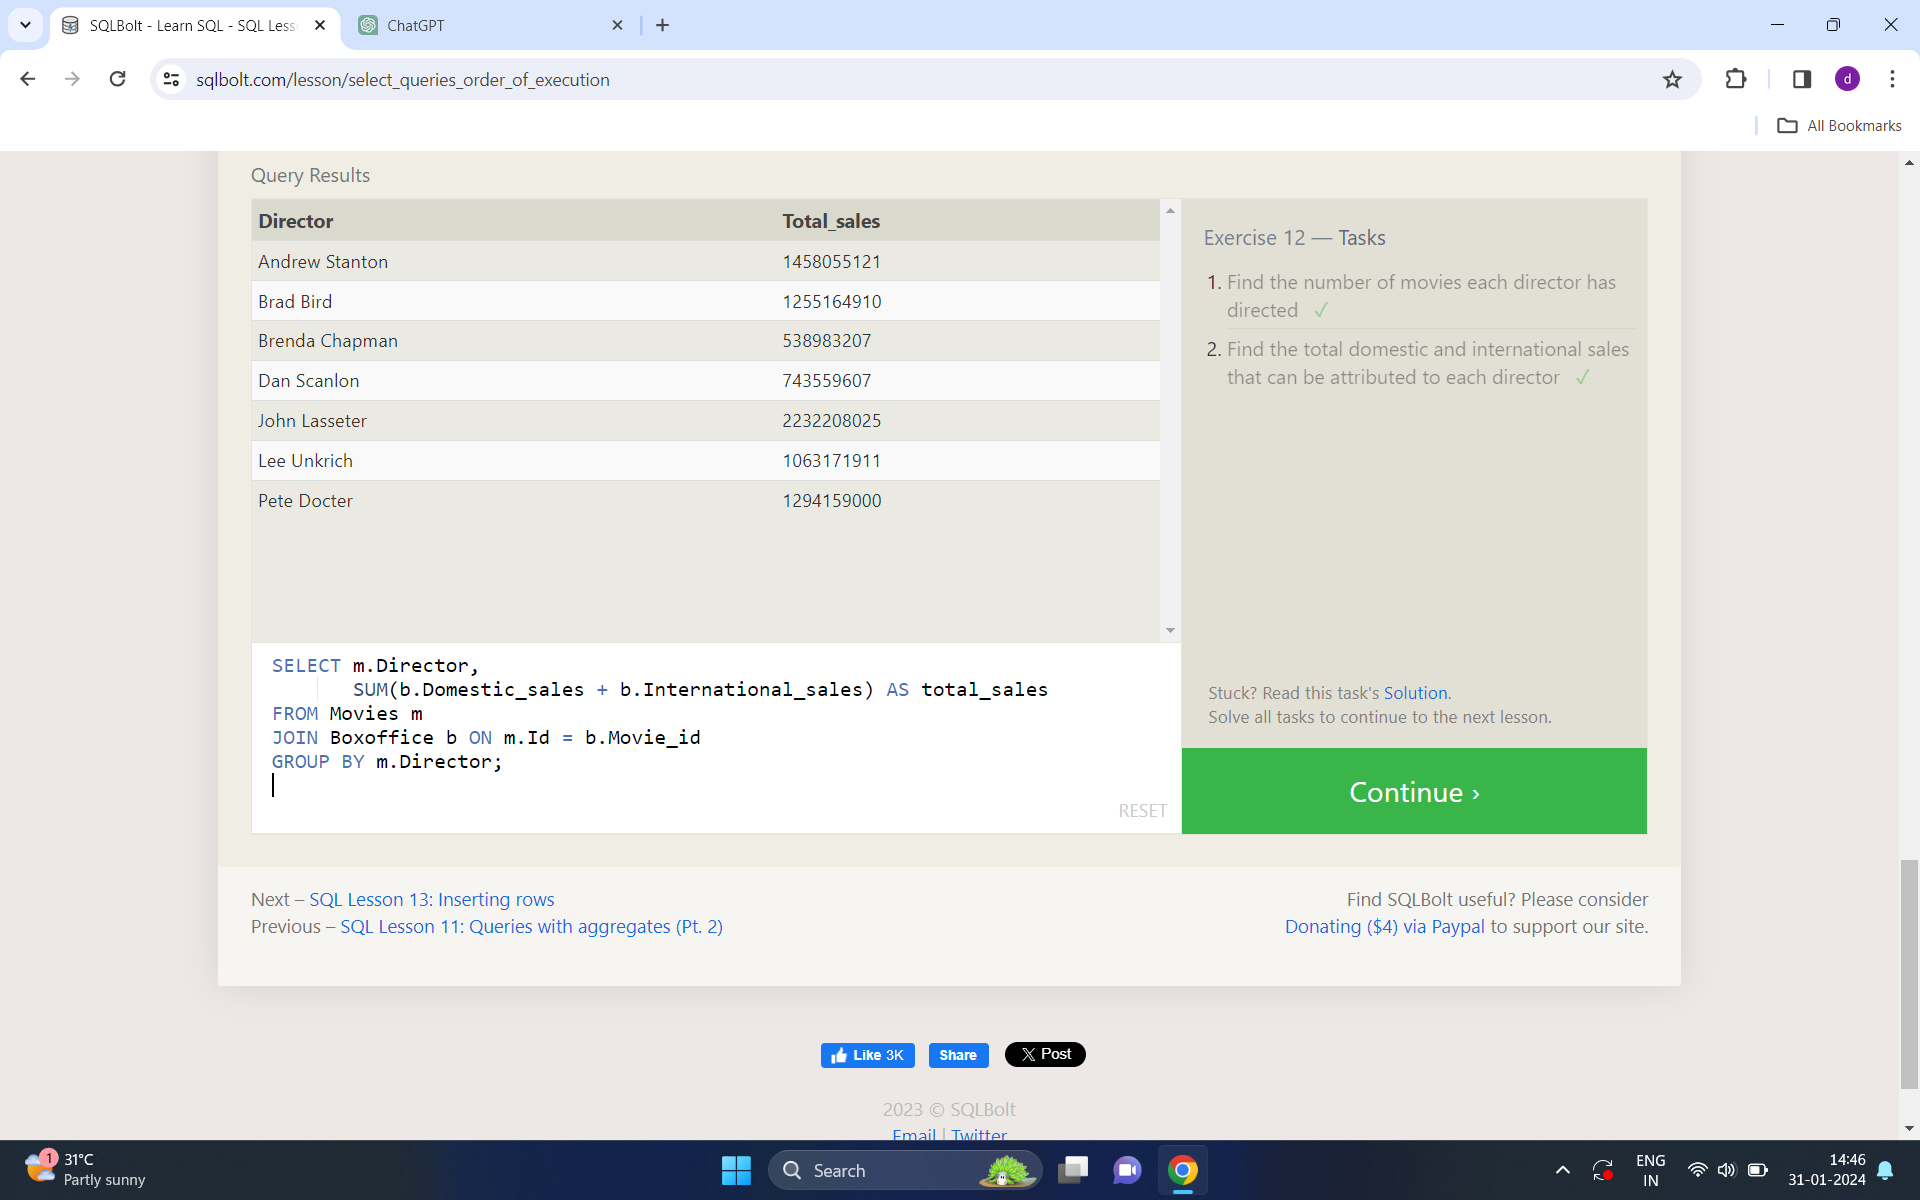 SQLBolt - Learn SQL - SQL Less
ChatGPT
sqlbolt.com/lesson/select_queries_order_of_execution
d
All Bookmarks
Query Results
Director Total_sales
Andrew Stanton 1458055121
Brad Bird 1255164910
Brenda Chapman 538983207
Dan Scanlon 743559607
John Lasseter 2232208025
Lee Unkrich 1063171911
Pete Docter 1294159000
Exercise 12 — Tasks
1. Find the number of movies each director has
directed ✓
2. Find the total domestic and international sales
that can be attributed to each director ✓
SELECT m.Director,
SUM(b.Domestic_sales + b.International_sales) AS total_sales
FROM Movies m
JOIN Boxoffice b ON m.Id = b.Movie_id
GROUP BY m.Director;
RESET
Stuck? Read this task's Solution.
Solve all tasks to continue to the next lesson.
Continue ›
Next – SQL Lesson 13: Inserting rows
Previous – SQL Lesson 11: Queries with aggregates (Pt. 2)
Find SQLBolt useful? Please consider
Donating ($4) via Paypal to support our site.
Like 3K
Share
X Post
2023 © SQLBolt
Email | Twitter
1
31°C
Partly sunny
Search
ENG
IN
14:46
31-01-2024